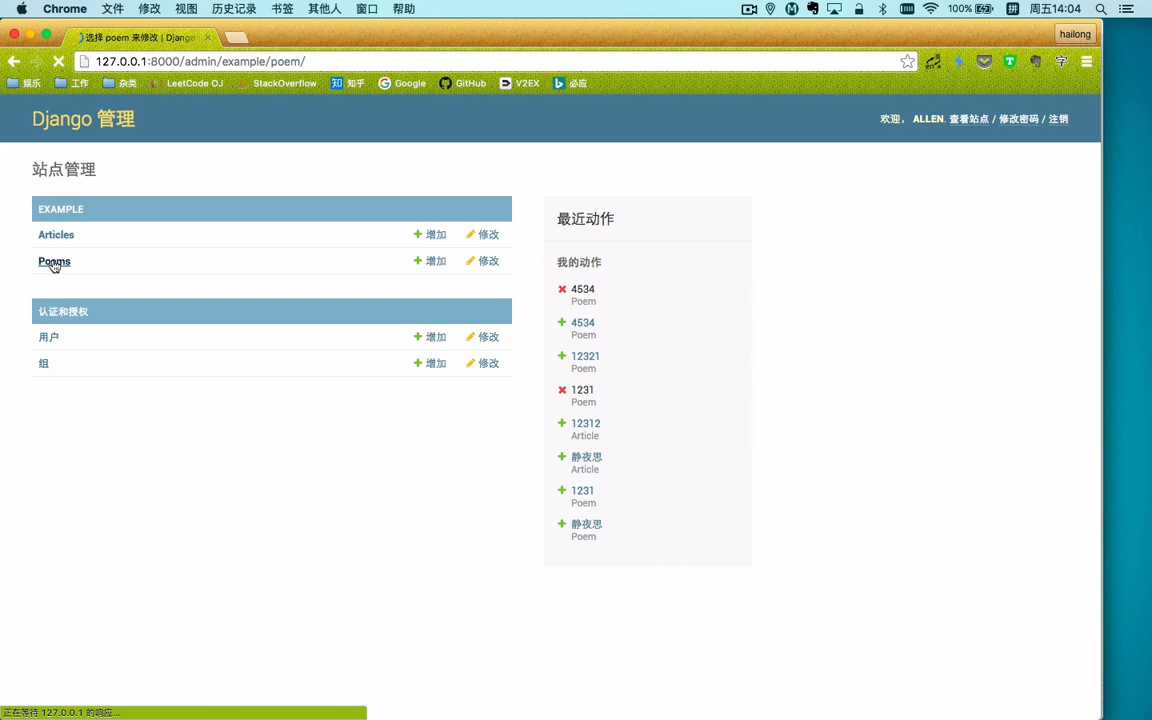 Chrome 文件 修改 视图 历史记录 书签 其他人 窗口 帮助 100% 拼 周五14:04
选择 poem 来修改 | Django × hailong
127.0.0.1:8000/admin/example/poem/
娱乐 工作 杂类 LeetCode OJ StackOverflow 知 知乎 Google GitHub V2EX 必应
Django 管理 欢迎， ALLEN. 查看站点 / 修改密码 / 注销
站点管理
EXAMPLE
Articles 增加 修改
Poems 增加 修改
认证和授权
用户 增加 修改
组 增加 修改
最近动作
我的动作
4534
Poem
4534
Poem
12321
Poem
1231
Poem
12312
Article
静夜思
Article
1231
Poem
静夜思
Poem
正在等待 127.0.0.1 的响应...